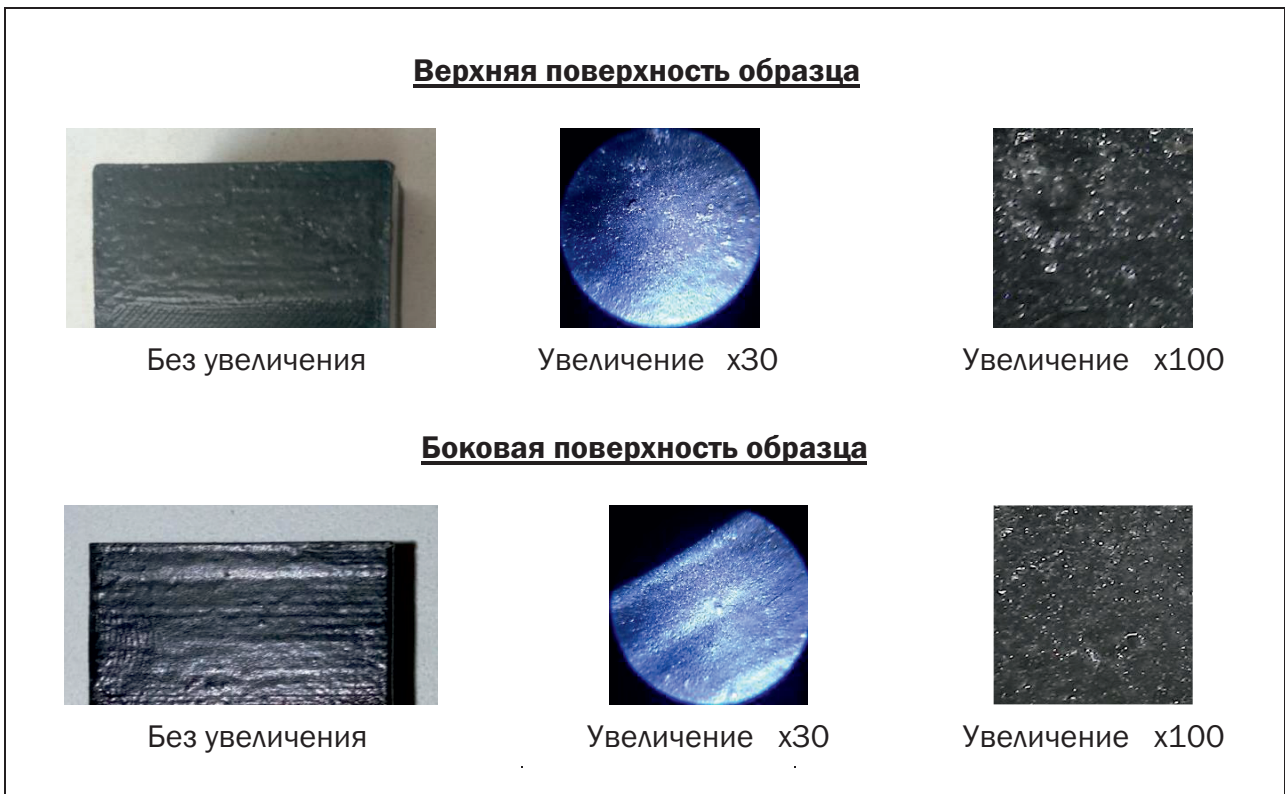 Верхняя поверхность образца
Без увеличения Увеличение x30 Увеличение x100
Боковая поверхность образца
Без увеличения Увеличение x30 Увеличение x100